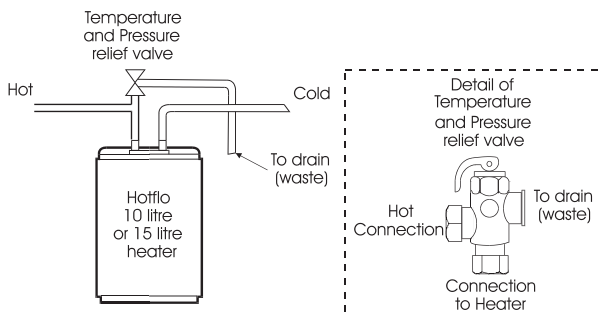 Temperature
and Pressure
relief valve
Hot
Cold
To drain
(waste)
Hotflo
10 litre
or 15 litre
heater
Detail of
Temperature
and Pressure
relief valve
To drain
(waste)
Hot
Connection
Connection
to Heater